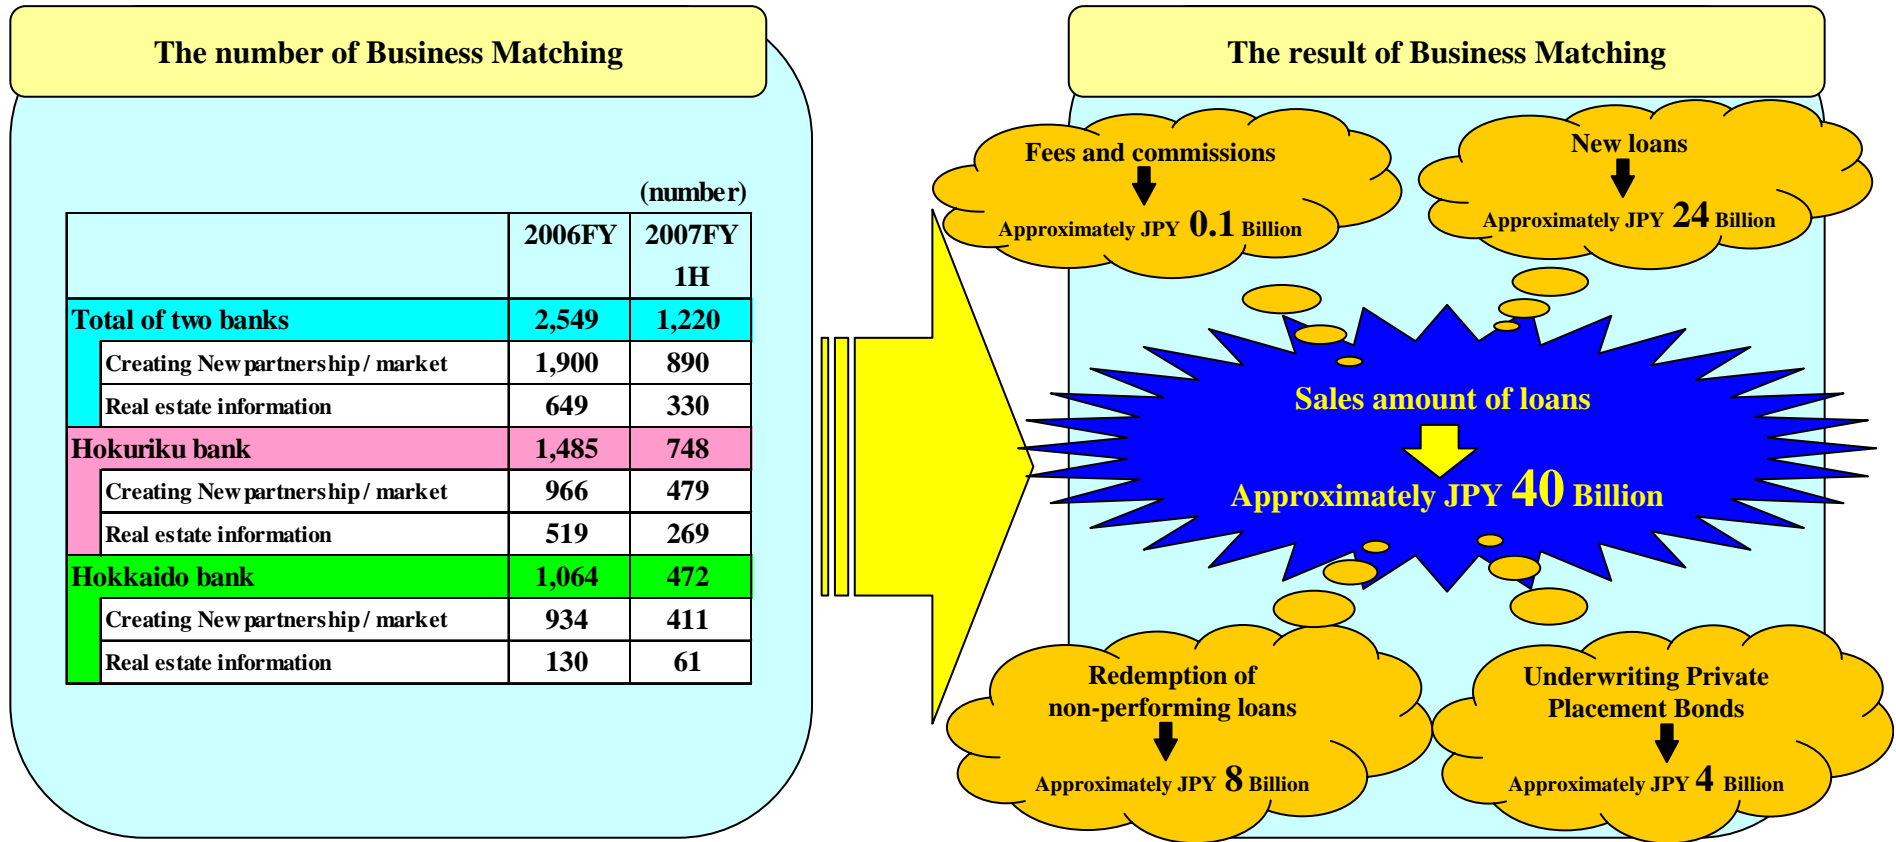 The number of Business Matching
(number)
2006FY 2007FY
1H
Total of two banks 2,549 1,220
Creating New partnership / market 1,900 890
Real estate information 649 330
Hokuriku bank 1,485 748
Creating New partnership / market 966 479
Real estate information 519 269
Hokkaido bank 1,064 472
Creating New partnership / market 934 411
Real estate information 130 61
The result of Business Matching
Fees and commissions
Approximately JPY 0.1 Billion
New loans
Approximately JPY 24 Billion
Sales amount of loans
Approximately JPY 40 Billion
Redemption of
non-performing loans
Approximately JPY 8 Billion
Underwriting Private
Placement Bonds
Approximately JPY 4 Billion